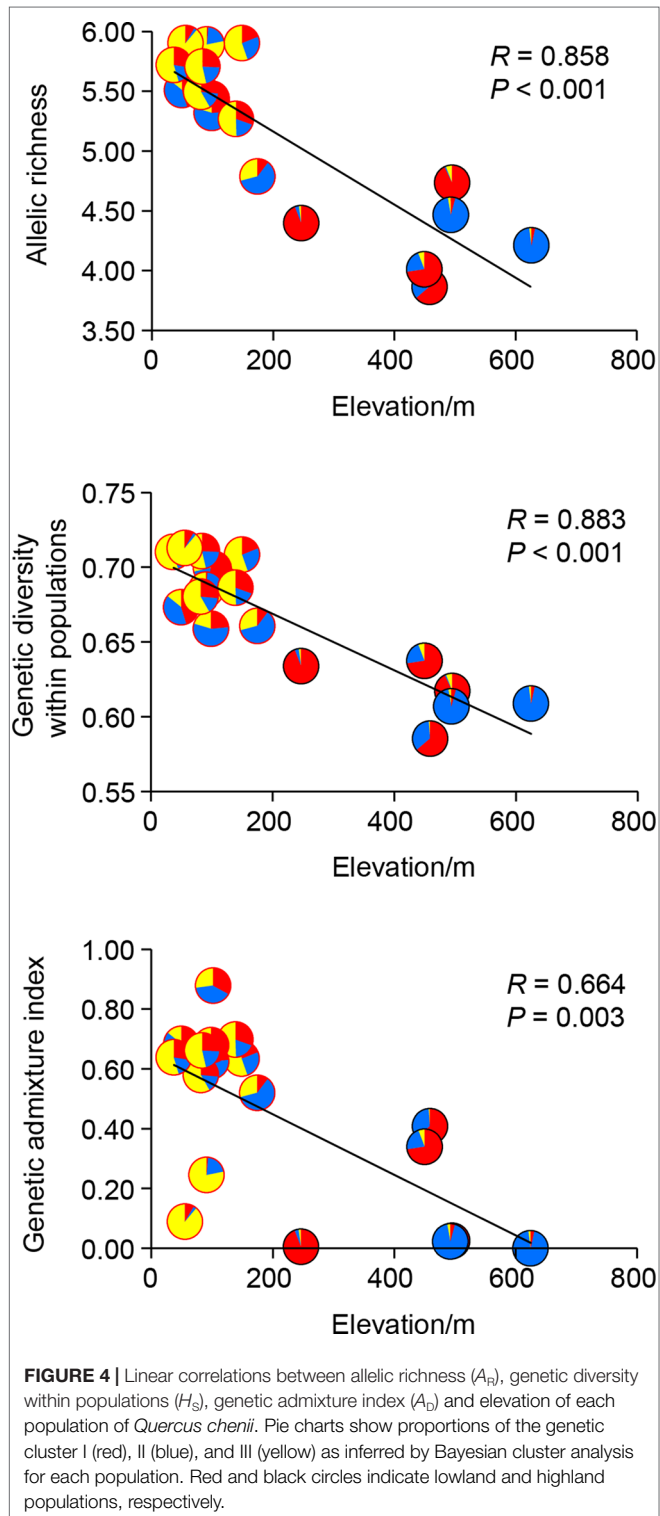 6.00
5.50
5.00
4.50
4.00
3.50
Allelic richness
R = 0.858
P < 0.001
0 200 400 600 800
Elevation/m
0.75
0.70
0.65
0.60
0.55
Genetic diversity
within populations
R = 0.883
P < 0.001
0 200 400 600 800
Elevation/m
1.00
0.80
0.60
0.40
0.20
0.00
Genetic admixture index
R = 0.664
P = 0.003
0 200 400 600 800
Elevation/m
FIGURE 4 | Linear correlations between allelic richness (A_R), genetic diversity
within populations (H_S), genetic admixture index (A_D) and elevation of each
population of Quercus chenii. Pie charts show proportions of the genetic
cluster I (red), II (blue), and III (yellow) as inferred by Bayesian cluster analysis
for each population. Red and black circles indicate lowland and highland
populations, respectively.